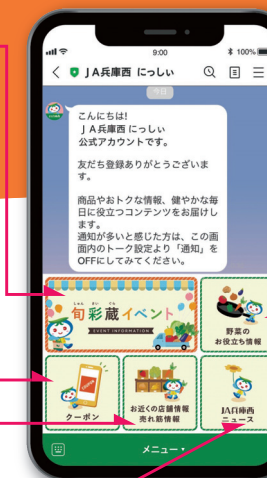 9:00
100%
JA兵庫西 にっしぃ
今日
こんにちは!
JA兵庫西 にっしぃ
公式アカウントです。
友だち登録ありがとうございま
す。
商品やおトクな情報、健やかな毎
日に役立つコンテンツをお届けし
ます。
通知が多いと感じた方は、この画
面内のトーク設定より「通知」を
OFFにしてみてください。
しゅん さい ぐら
旬彩蔵イベント
EVENT INFORMATION
野菜の
お役立ち情報
クーポン
お近くの店舗情報
売れ筋情報
JA兵庫西
ニュース
メニュー▼